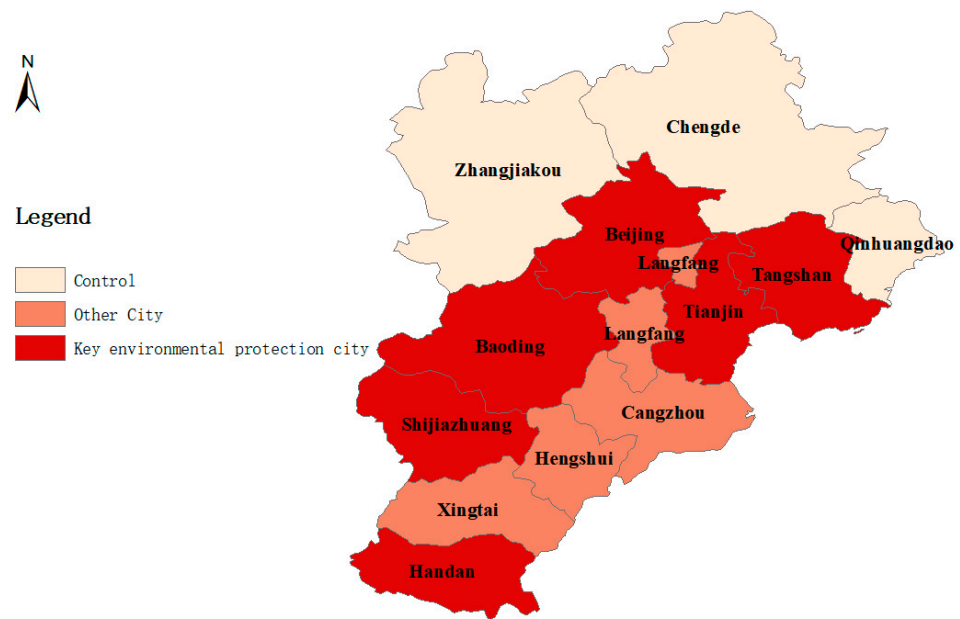 N
Chengde
Zhangjiakou
Legend
Beijing
Qinhuangdao
Langfang
Tangshan
Control
Tianjin
Other City
Langfang
Key environmental protection city
Baoding
Cangzhou
Shijiazhuang
Hengshui
Xingtai
Handan